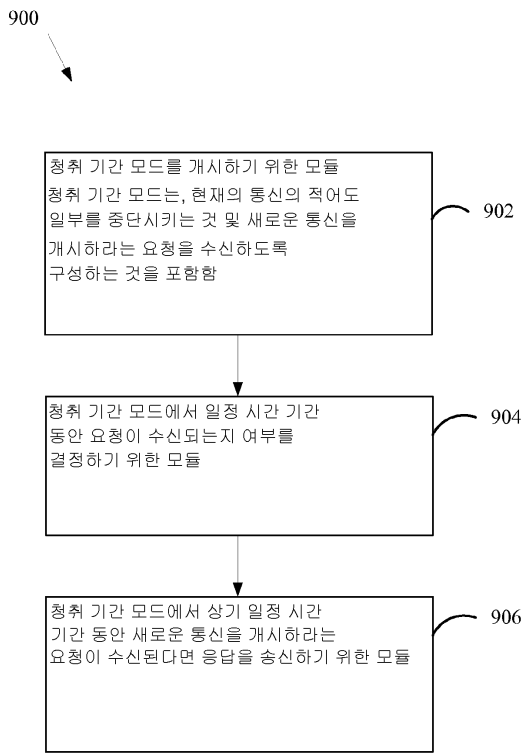 900
청취 기간 모드를 개시하기 위한 모듈
청취 기간 모드는, 현재의 통신의 적어도
일부를 중단시키는 것 및 새로운 통신을
개시하라는 요청을 수신하도록
구성하는 것을 포함함
902
청취 기간 모드에서 일정 시간 기간
동안 요청이 수신되는지 여부를
결정하기 위한 모듈
904
청취 기간 모드에서 상기 일정 시간
기간 동안 새로운 통신을 개시하라는
요청이 수신된다면 응답을 송신하기 위한 모듈
906